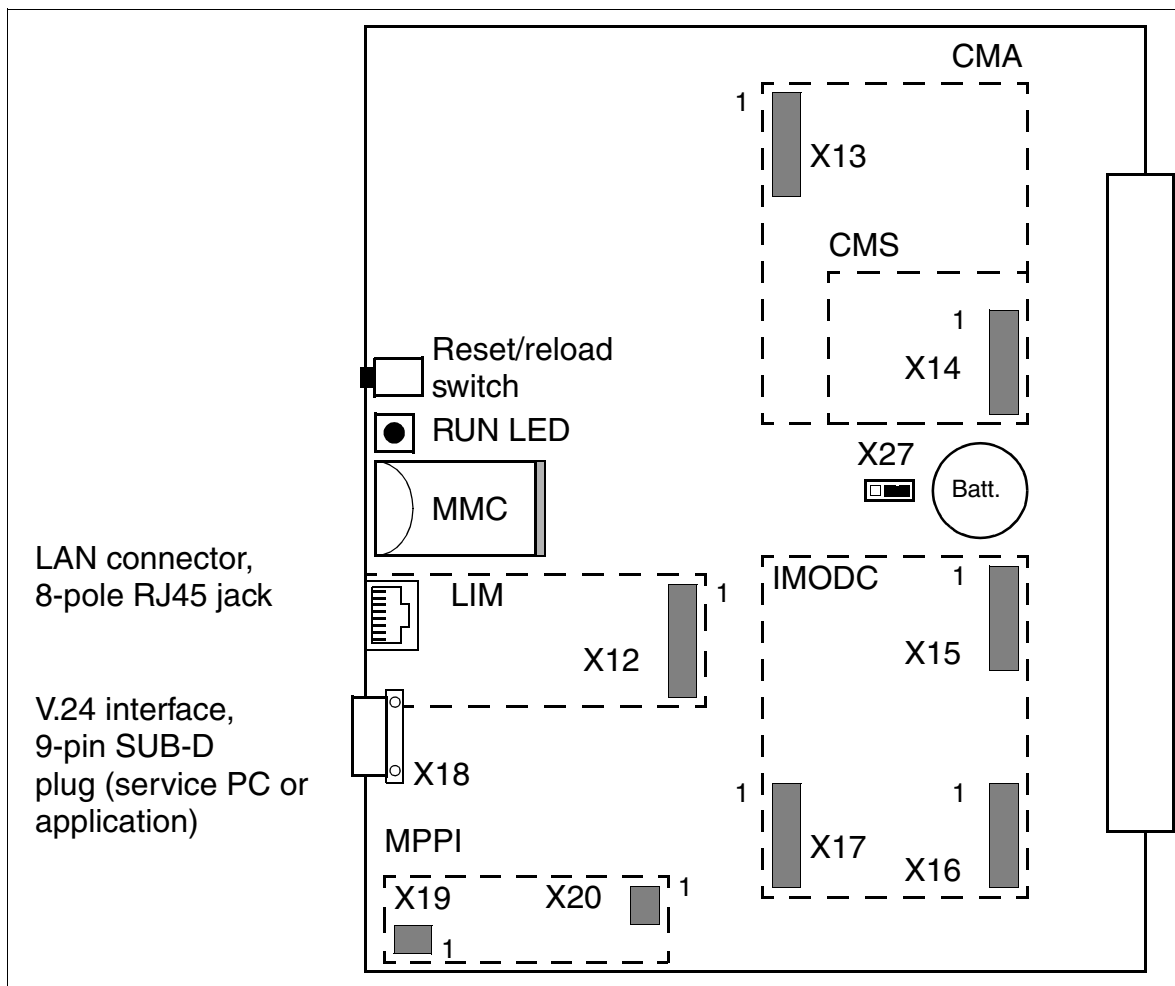 CMA
1
X13
CMS
1
X14
Reset/reload
switch
RUN LED
X27
Batt.
MMC
LAN connector,
8-pole RJ45 jack
LIM
1
X12
IMODC
1
X15
V.24 interface,
9-pin SUB-D
plug (service PC or
application)
X18
1
X17
1
X16
MPPI
X19
1
X20
1